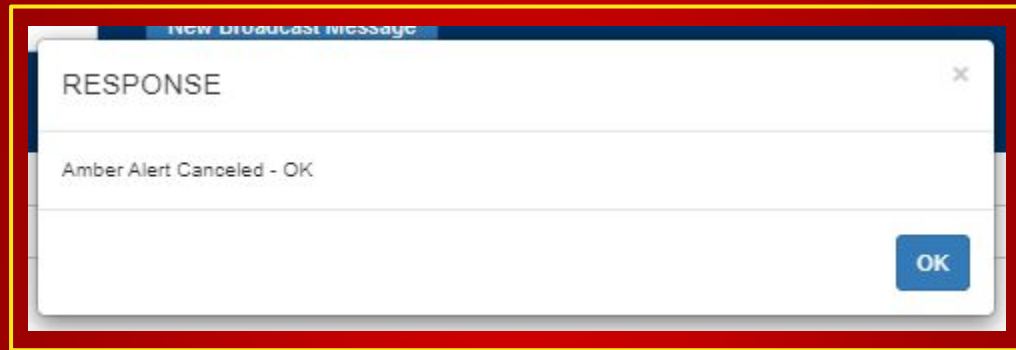 New Broadcast Message
RESPONSE
×
Amber Alert Canceled - OK
OK